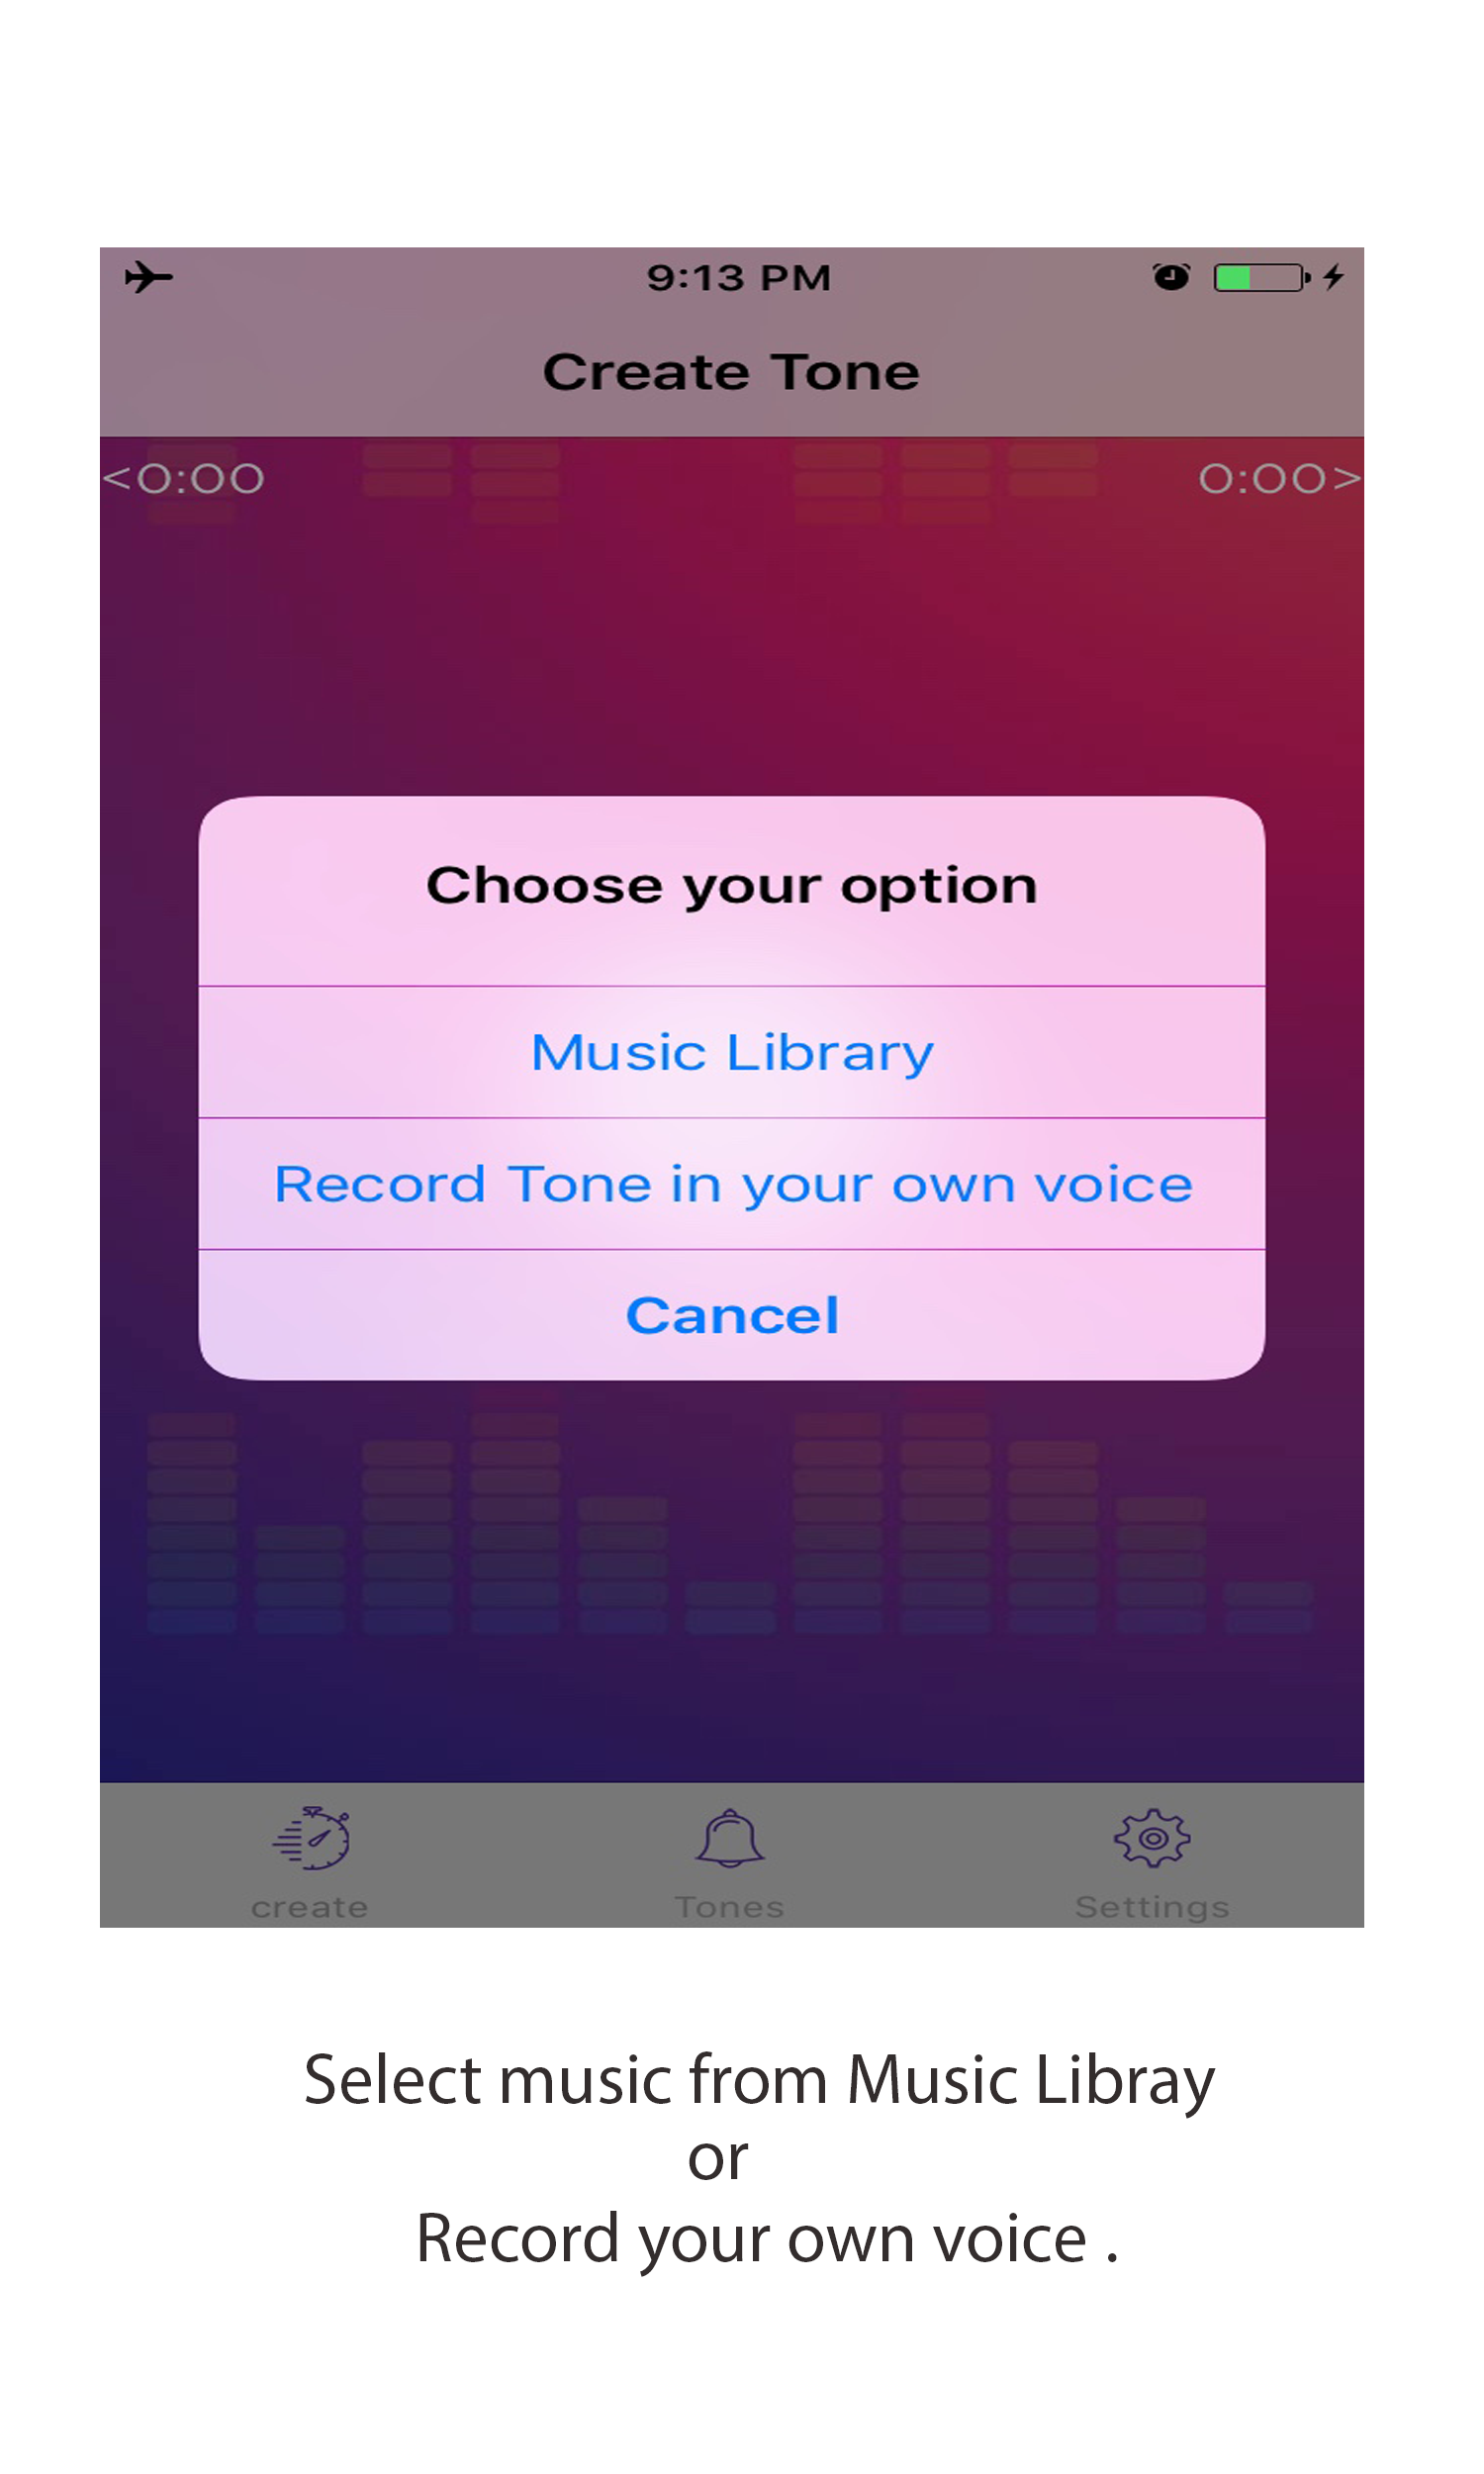 9:13 PM
Create Tone
<0:00 0:00>
Choose your option
Music Library
Record Tone in your own voice
Cancel
create Tones Settings
Select music from Music Libray
or
Record your own voice .